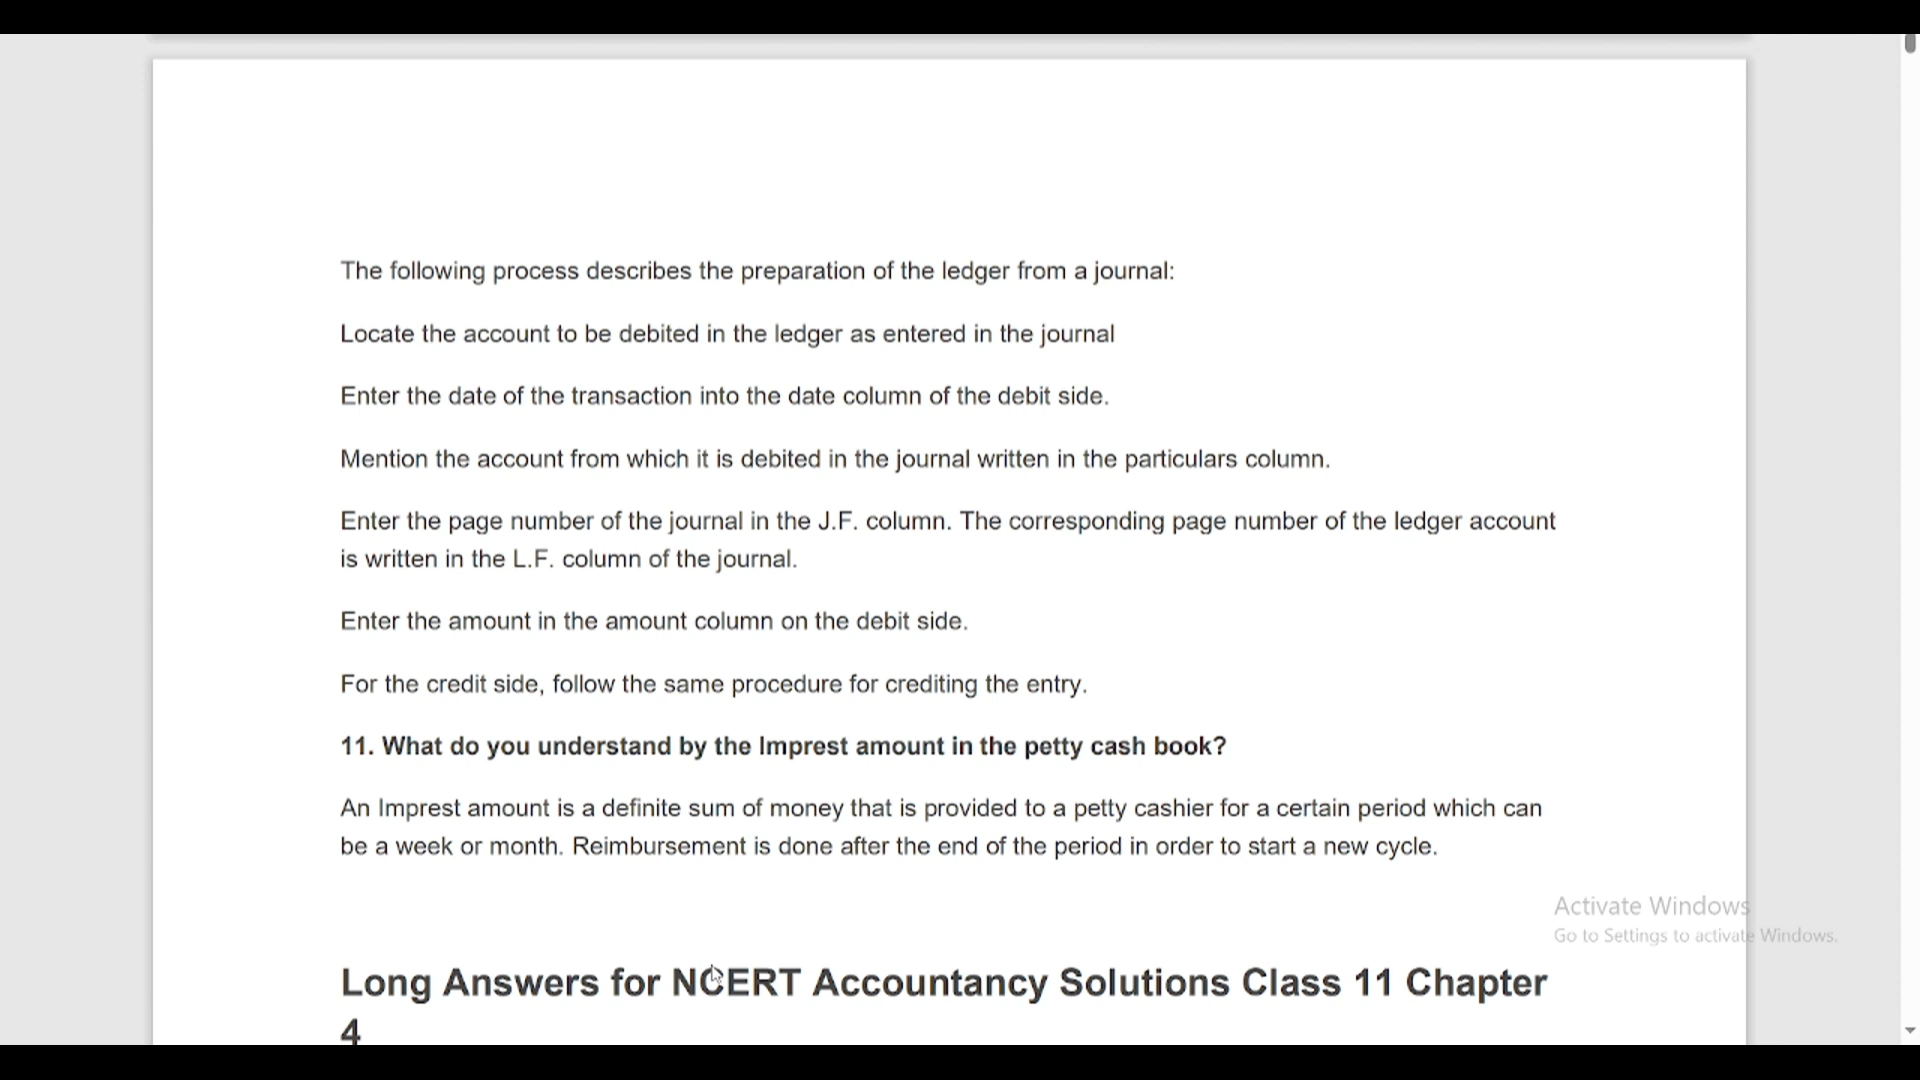 The following process describes the preparation of the ledger from a journal:
Locate the account to be debited in the ledger as entered in the journal
Enter the date of the transaction into the date column of the debit side.
Mention the account from which it is debited in the journal written in the particulars column.
Enter the page number of the journal in the J.F. column. The corresponding page number of the ledger account
is written in the L.F. column of the journal.
Enter the amount in the amount column on the debit side.
For the credit side, follow the same procedure for crediting the entry.
11. What do you understand by the Imprest amount in the petty cash book?
An Imprest amount is a definite sum of money that is provided to a petty cashier for a certain period which can
be a week or month. Reimbursement is done after the end of the period in order to start a new cycle.
Activate Windows
Go to Settings to activate Windows.
Long Answers for NCERT Accountancy Solutions Class 11 Chapter
4